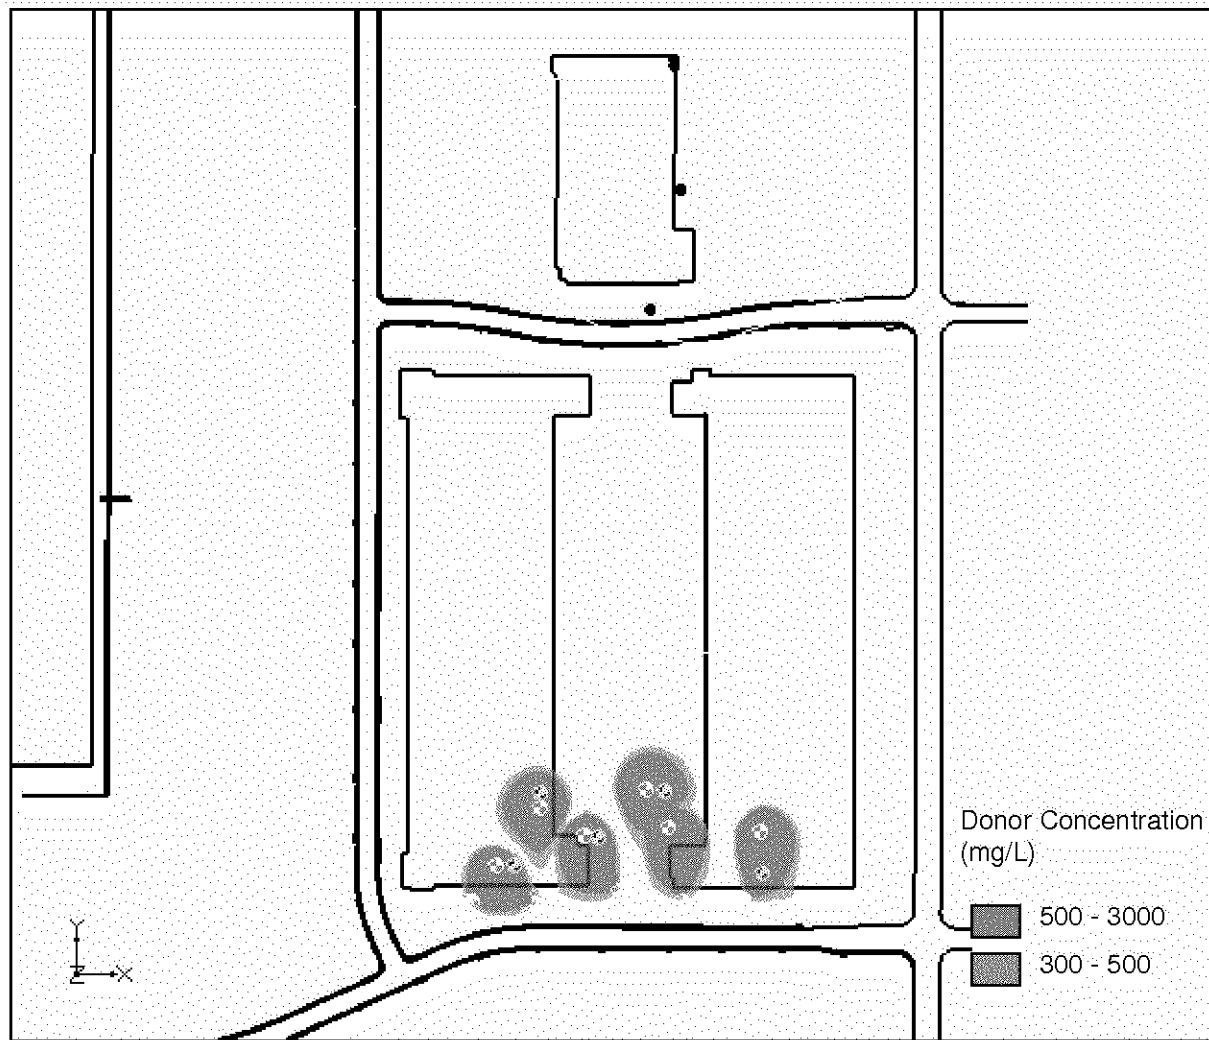 Donor Concentration
(mg/L)
500 - 3000
300 - 500
Y
Z
X